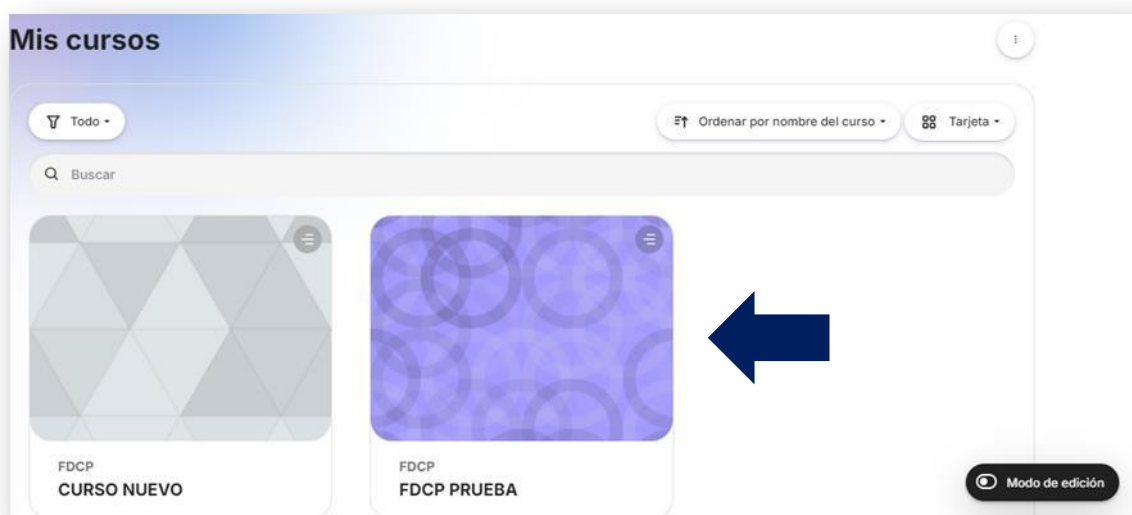 Mis cursos
Todo
Ordenar por nombre del curso
Tarjeta
Buscar
FDCP
CURSO NUEVO
FDCP
FDCP PRUEBA
Modo de edición